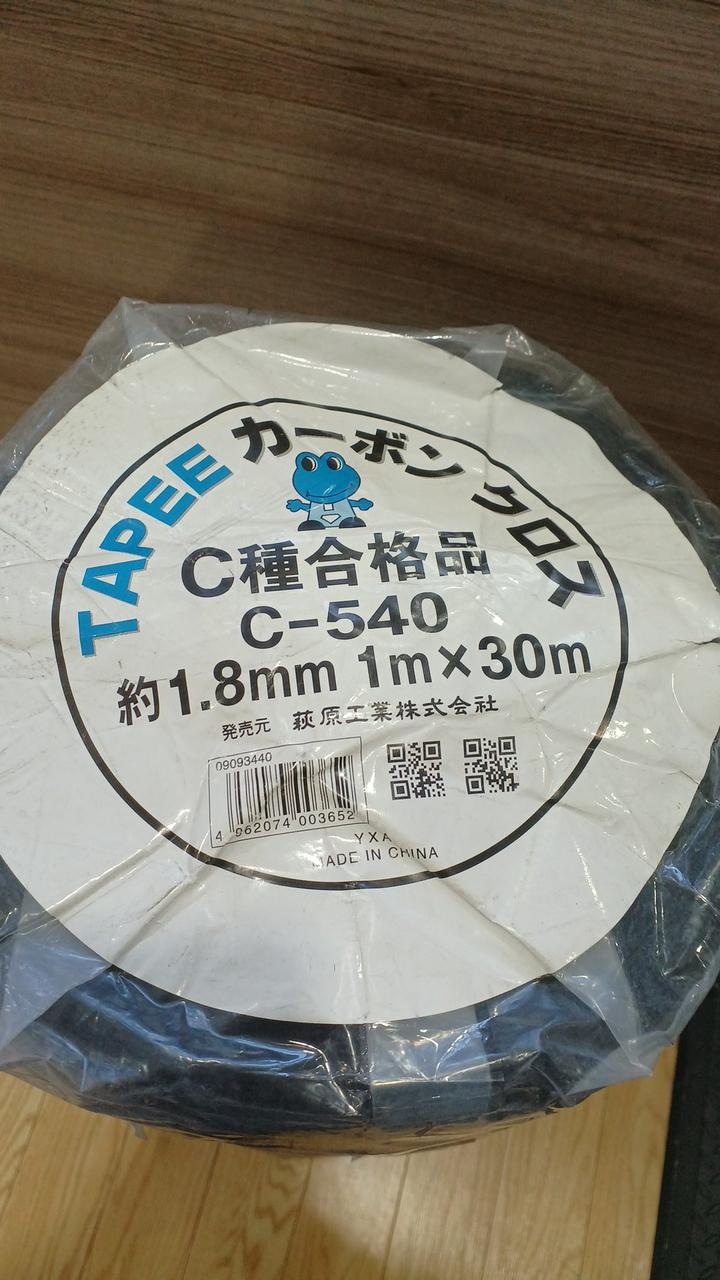 TAPEE カーボンクロス
C種合格品
C-540
約1.8mm 1m×30m
発売元 萩原工業株式会社
09093440
4 962074 003652
YXA
MADE IN CHINA